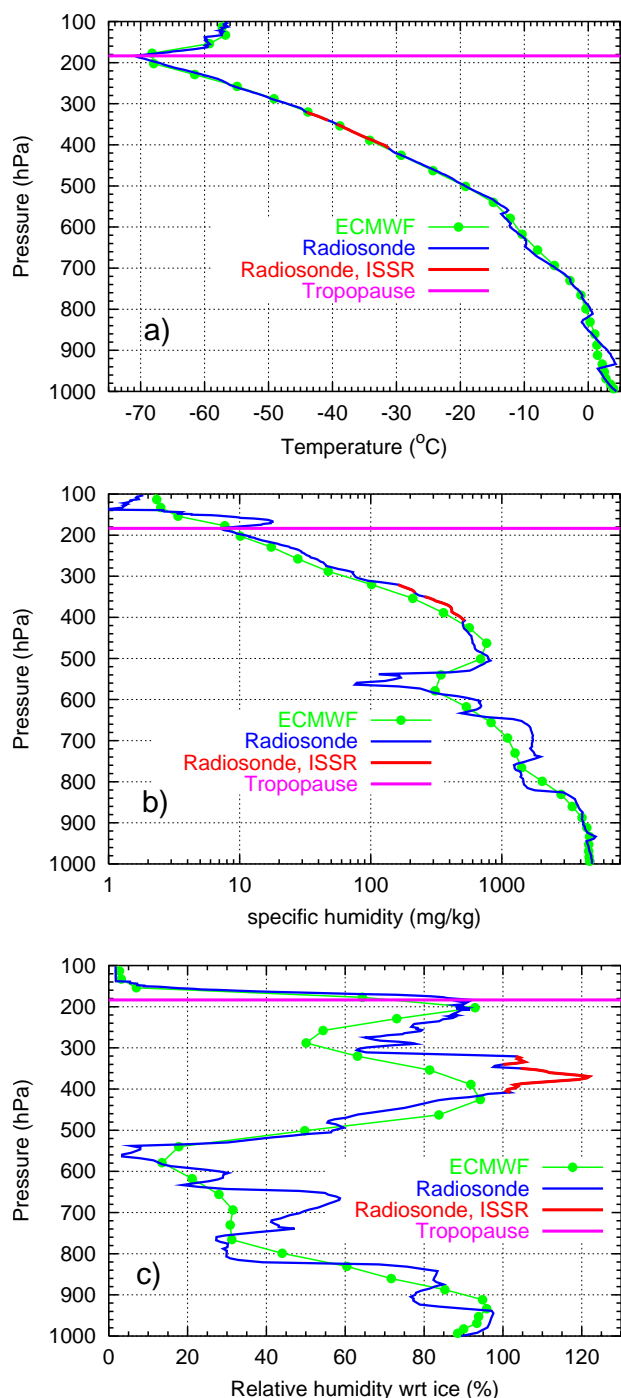 100
200
300
400
500
600
700
800
900
1000
Pressure (hPa)
ECMWF
Radiosonde
Radiosonde, ISSR
Tropopause
a)
-70 -60 -50 -40 -30 -20 -10 0
Temperature (°C)
100
200
300
400
500
600
700
800
900
1000
Pressure (hPa)
ECMWF
Radiosonde
Radiosonde, ISSR
Tropopause
b)
1 10 100 1000
specific humidity (mg/kg)
100
200
300
400
500
600
700
800
900
1000
Pressure (hPa)
ECMWF
Radiosonde
Radiosonde, ISSR
Tropopause
c)
0 20 40 60 80 100 120
Relative humidity wrt ice (%)